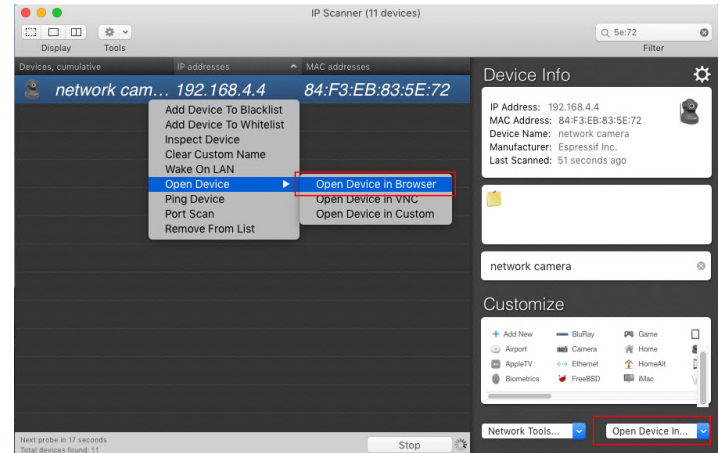 IP Scanner (11 devices)
5e:72
Display
Tools
Filter
Devices, cumulative
IP addresses
MAC addresses
network cam... 192.168.4.4 84:F3:EB:83:5E:72
Add Device To Blacklist
Add Device To Whitelist
Inspect Device
Clear Custom Name
Wake On LAN
Open Device
Ping Device
Port Scan
Remove From List
Open Device in Browser
Open Device in VNC
Open Device in Custom
Device Info
IP Address: 192.168.4.4
MAC Address: 84:F3:EB:83:5E:72
Device Name: network camera
Manufacturer: Espressif Inc.
Last Scanned: 51 seconds ago
network camera
Customize
Add New BluRay Game
Airport Camera Home
AppleTV Ethernet HomeAlt
Biometrics FreeBSD iMac
Network Tools...
Open Device In...
Next probe in 17 seconds
Total devices found: 11
Stop